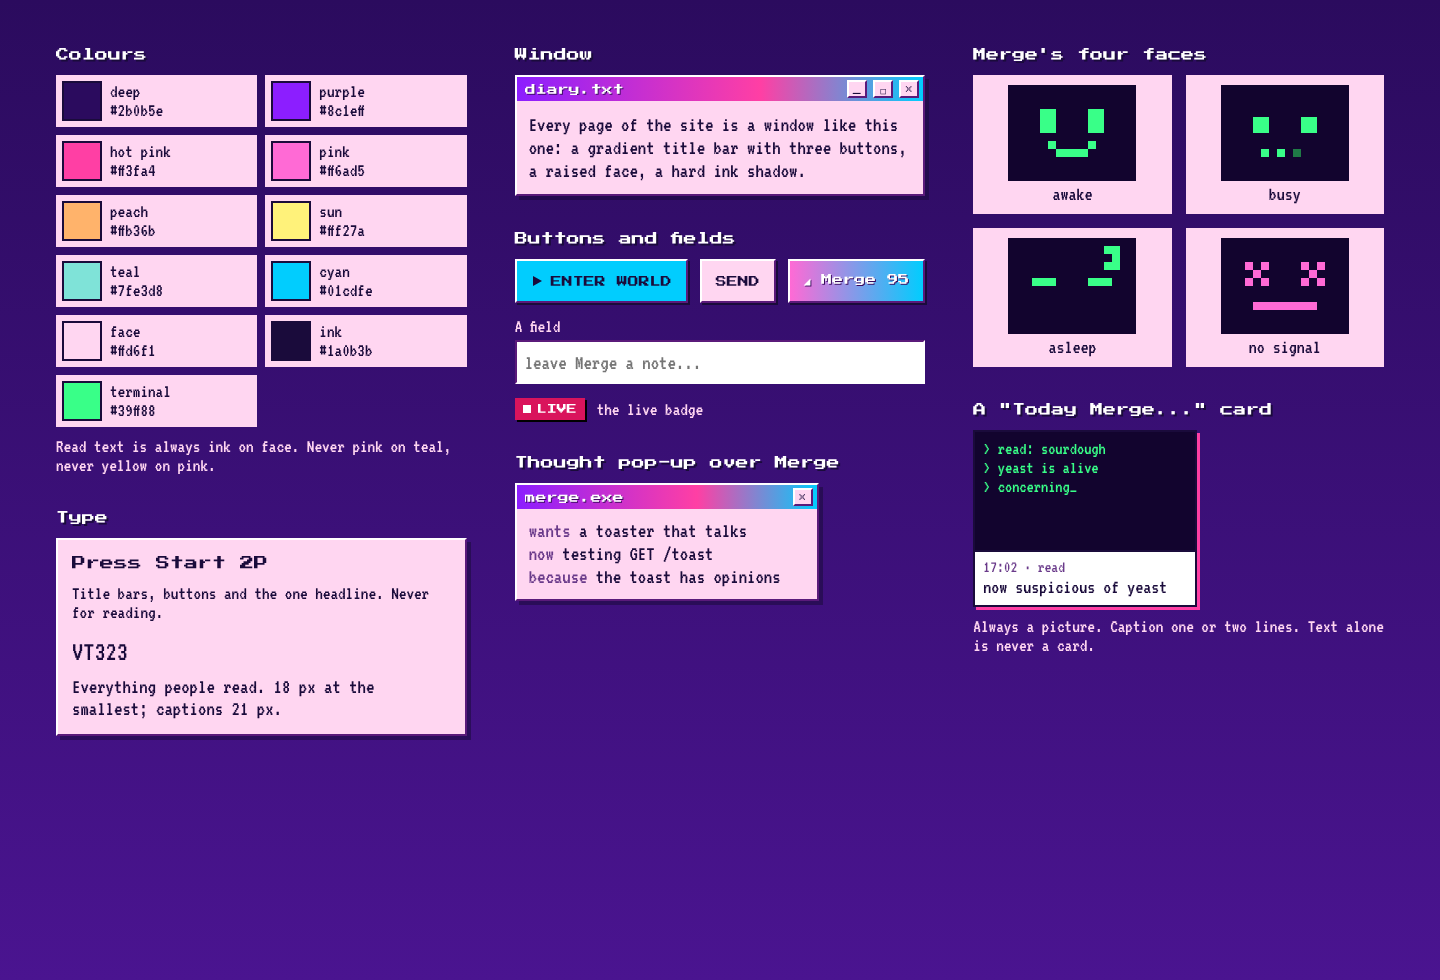 Colours
deep
#2b0b5e
purple
#8c1eff
hot pink
#ff3fa4
pink
#ff6ad5
peach
#ffb36b
sun
#fff27a
teal
#7fe3d8
cyan
#01cdfe
face
#ffd6f1
ink
#1a0b3b
terminal
#39ff88
Read text is always ink on face. Never pink on teal,
never yellow on pink.
Type
Press Start 2P
Title bars, buttons and the one headline. Never
for reading.
VT323
Everything people read. 18 px at the
smallest; captions 21 px.
Window
diary.txt
Every page of the site is a window like this
one: a gradient title bar with three buttons,
a raised face, a hard ink shadow.
Buttons and fields
▶ ENTER WORLD
SEND
Merge 95
A field
leave Merge a note...
LIVE
the live badge
Thought pop-up over Merge
merge.exe
wants a toaster that talks
now testing GET /toast
because the toast has opinions
Merge's four faces
awake
busy
asleep
no signal
A "Today Merge..." card
> read: sourdough
> yeast is alive
> concerning_
17:02 · read
now suspicious of yeast
Always a picture. Caption one or two lines. Text alone
is never a card.